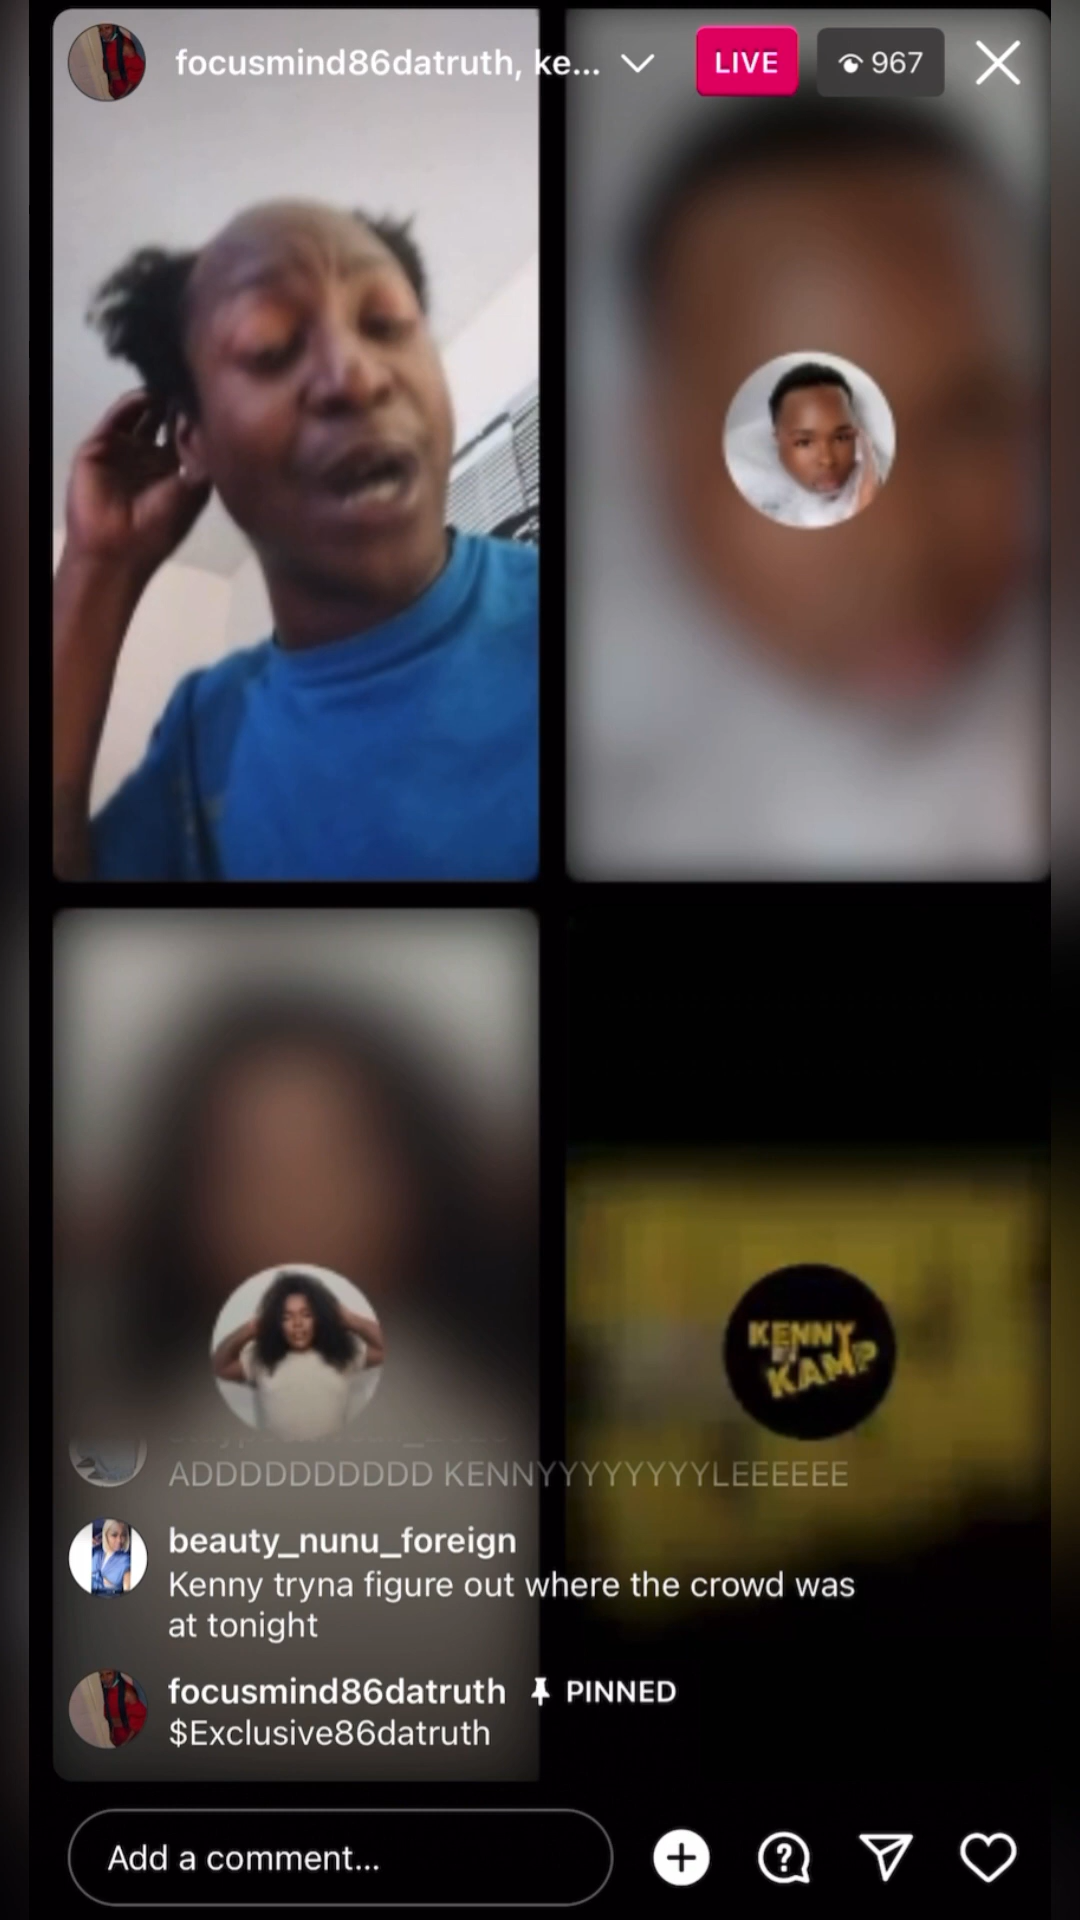 focusmind86datruth, ke...
LIVE
967
KENNY
KAMP
ADDDDDDDDDD KENNYYYYYYYYLEEEEEE
beauty_nunu_foreign
Kenny tryna figure out where the crowd was
at tonight
focusmind86datruth PINNED
$Exclusive86datruth
Add a comment...